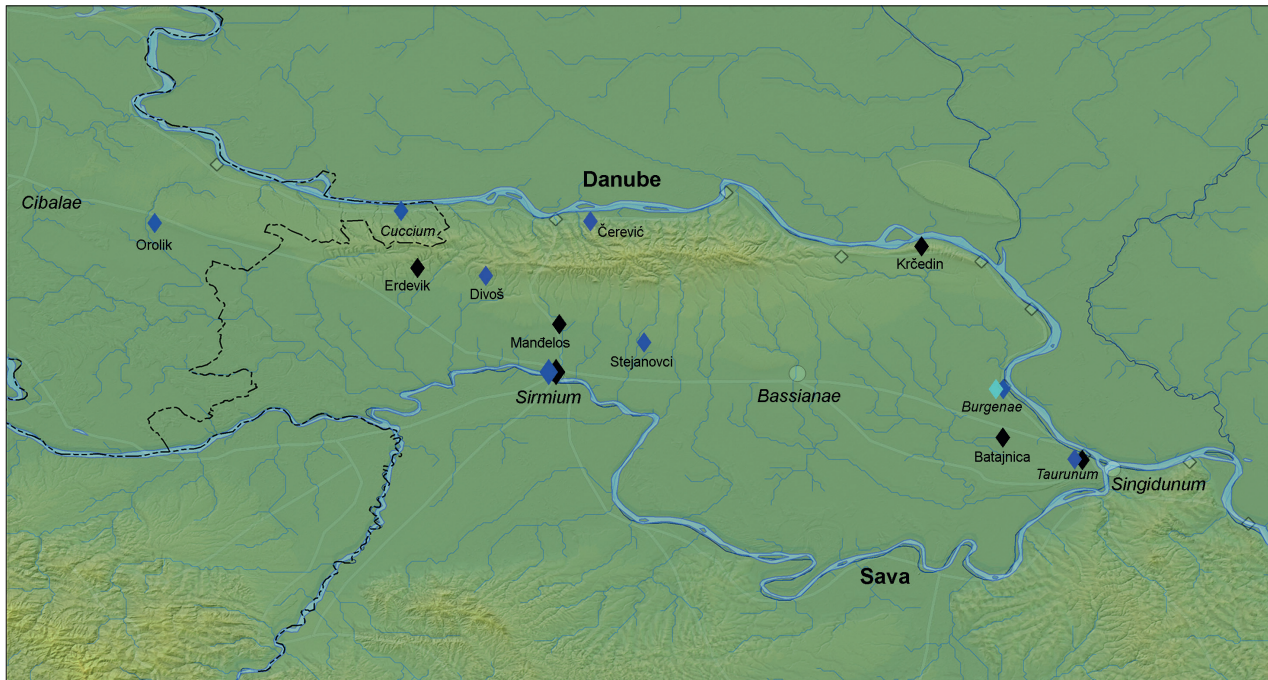 Danube
Cibalae
Orolik
Cuccium
Čerević
Erdevik
Divoš
Krčedin
Manđelos
Stejanovci
Sirmium
Bassianae
Burgenae
Batajnica
Taurunum
Singidunum
Sava